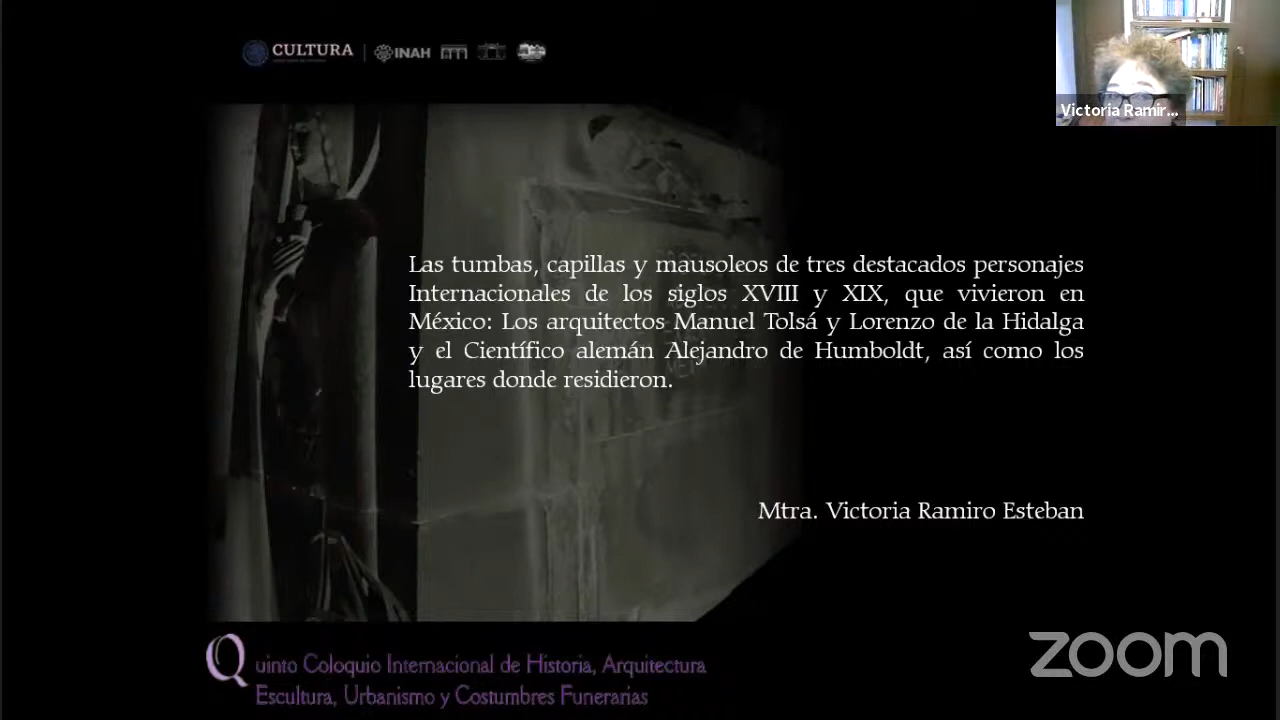 CULTURA
INAH
Victoria Ramir...
Las tumbas, capillas y mausoleos de tres destacados personajes
Internacionales de los siglos XVIII y XIX, que vivieron en
México: Los arquitectos Manuel Tolsá y Lorenzo de la Hidalga
y el Científico alemán Alejandro de Humboldt, así como los
lugares donde residieron.
Mtra. Victoria Ramiro Esteban
Quinto Coloquio Internacional de Historia, Arquitectura
Escultura, Urbanismo y Costumbres Funerarias
zoom